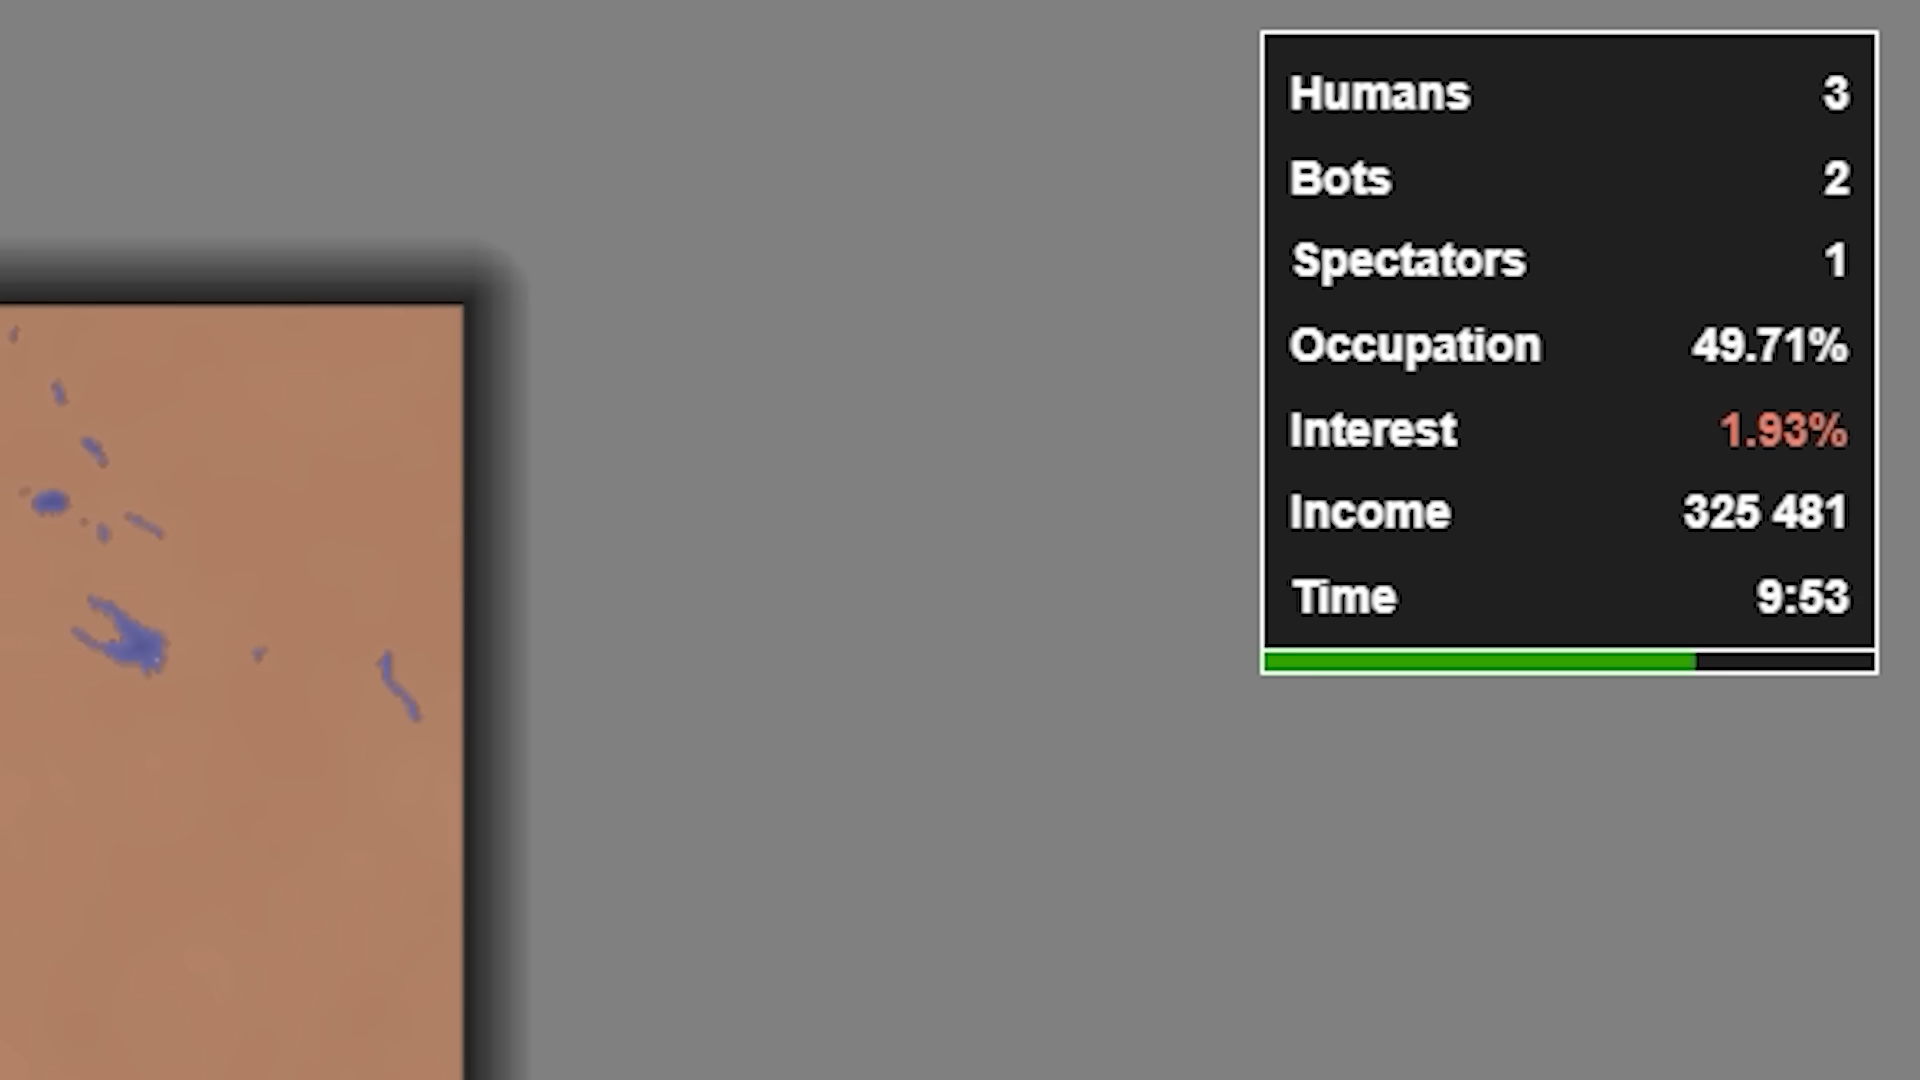 Humans 3
Bots 2
Spectators 1
Occupation 49.71%
Interest 1.93%
Income 325 481
Time 9:53